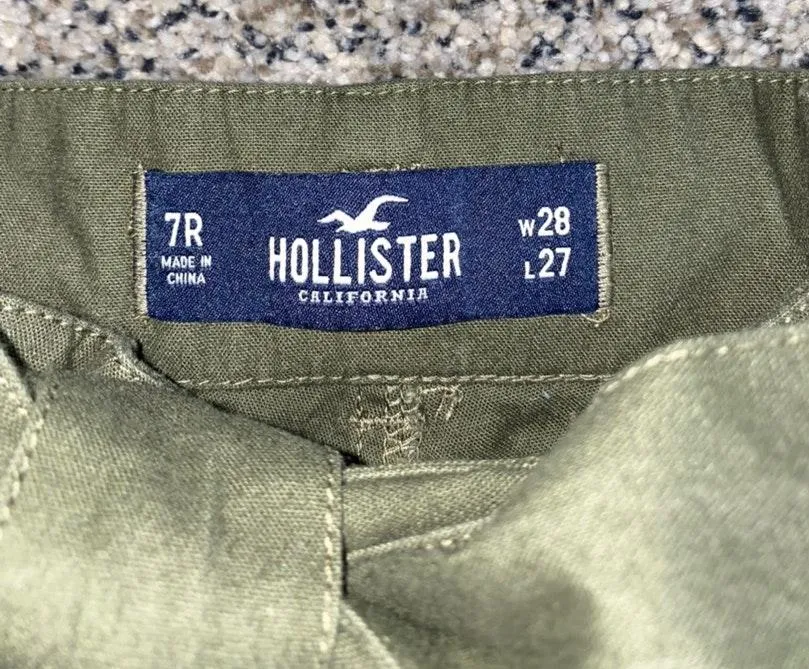 7R
MADE IN
CHINA
HOLLISTER
CALIFORNIA
W28
L27